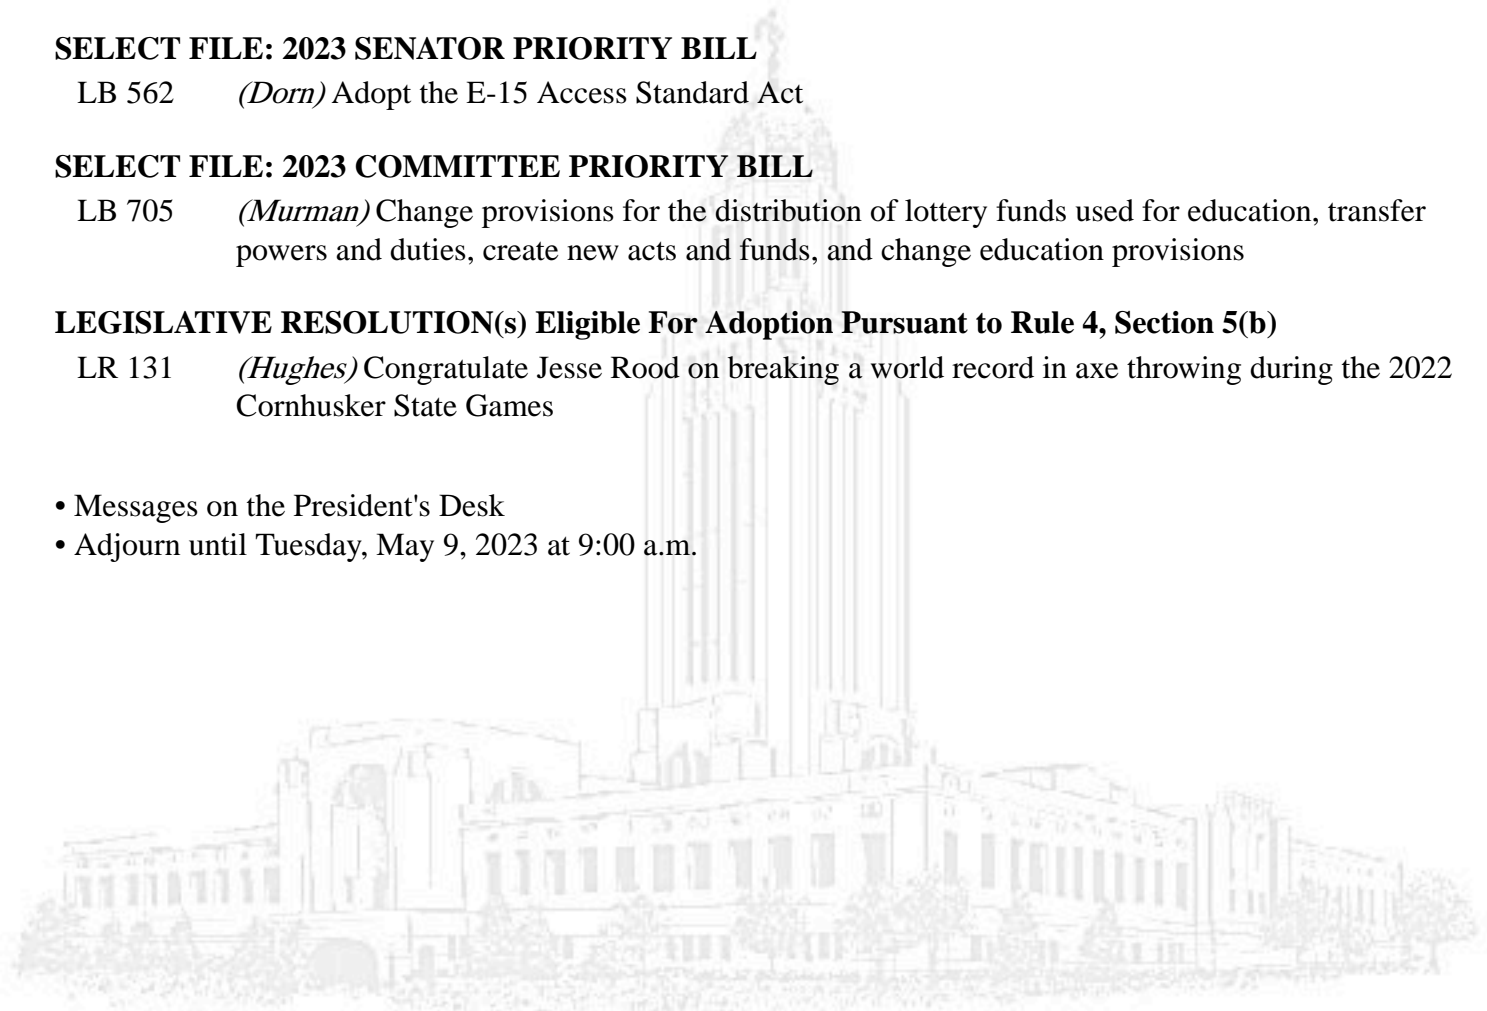 SELECT FILE: 2023 SENATOR PRIORITY BILL
LB 562 (Dorn) Adopt the E-15 Access Standard Act
SELECT FILE: 2023 COMMITTEE PRIORITY BILL
LB 705 (Murman) Change provisions for the distribution of lottery funds used for education, transfer
powers and duties, create new acts and funds, and change education provisions
LEGISLATIVE RESOLUTION(s) Eligible For Adoption Pursuant to Rule 4, Section 5(b)
LR 131 (Hughes) Congratulate Jesse Rood on breaking a world record in axe throwing during the 2022
Cornhusker State Games
• Messages on the President's Desk
• Adjourn until Tuesday, May 9, 2023 at 9:00 a.m.